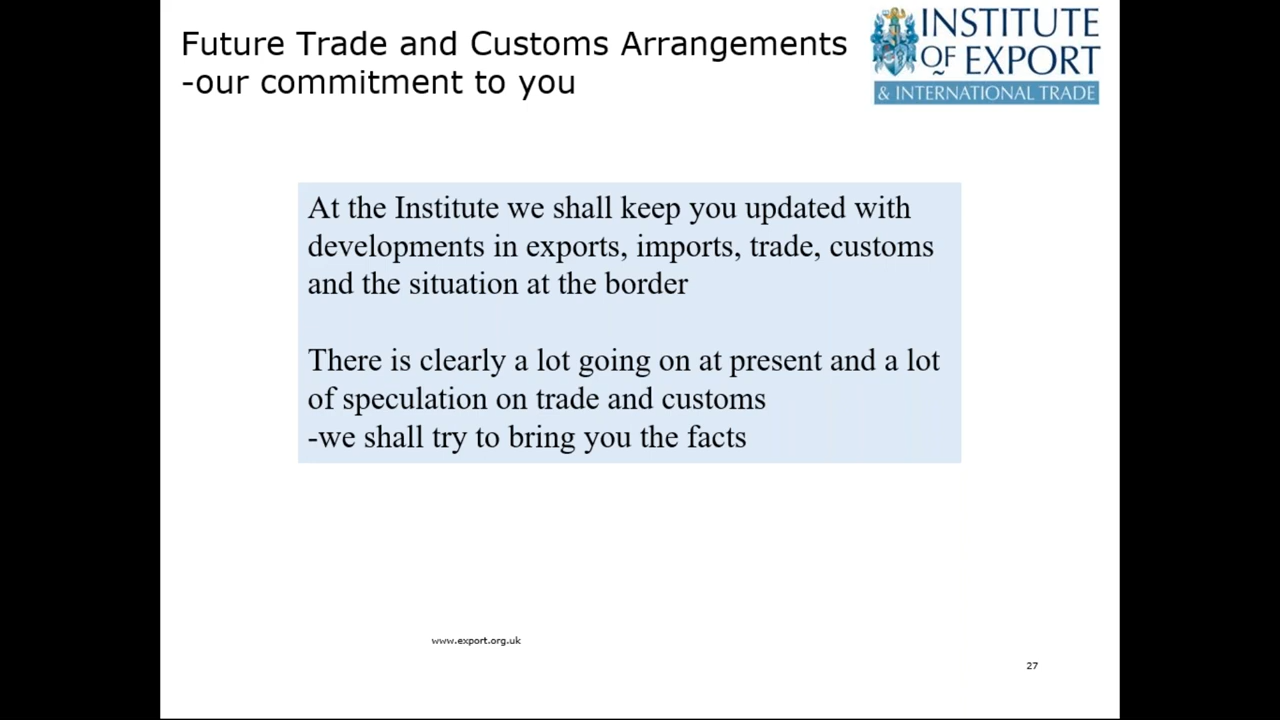 Future Trade and Customs Arrangements
-our commitment to you
INSTITUTE
OF EXPORT
& INTERNATIONAL TRADE
At the Institute we shall keep you updated with
developments in exports, imports, trade, customs
and the situation at the border
There is clearly a lot going on at present and a lot
of speculation on trade and customs
-we shall try to bring you the facts
www.export.org.uk
27